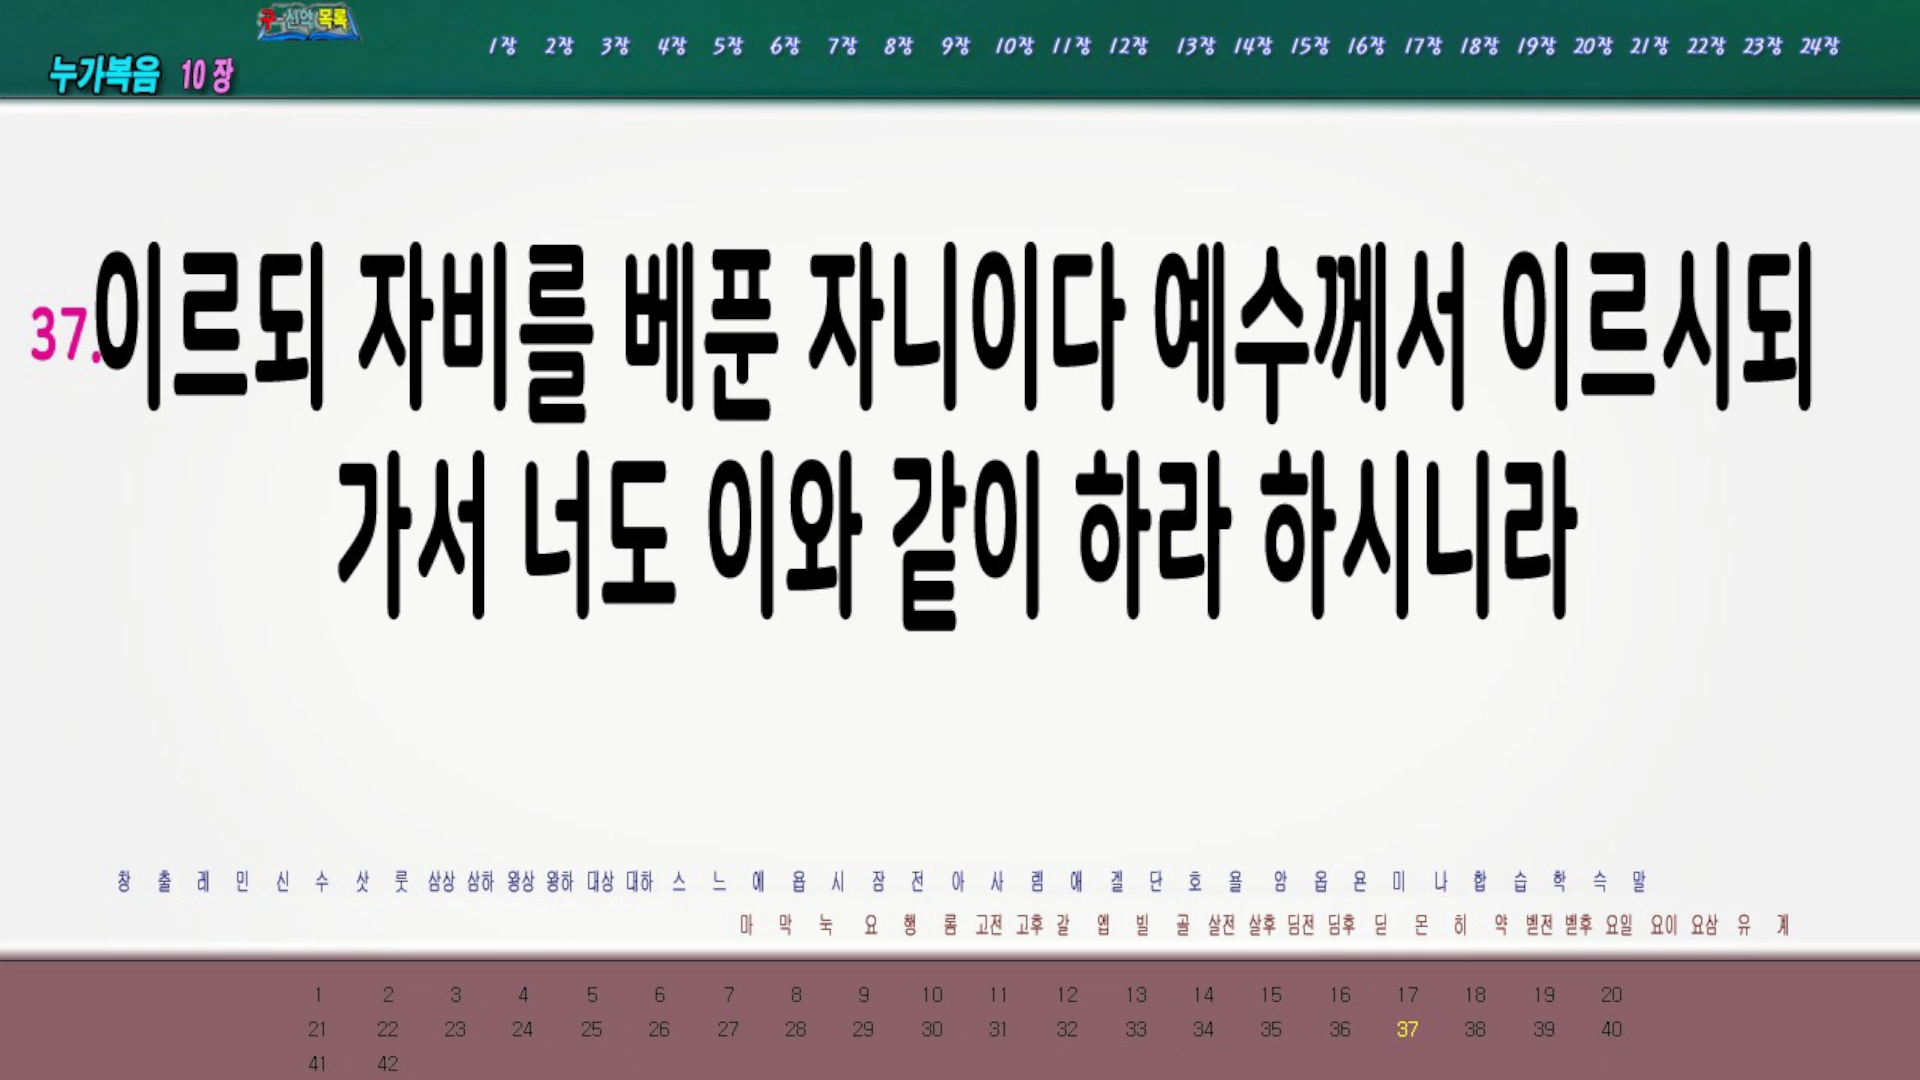 구-신약 목록
누가복음 10 장
1장 2장 3장 4장 5장 6장 7장 8장 9장 10장 11장 12장 13장 14장 15장 16장 17장 18장 19장 20장 21장 22장 23장 24장
37.이르되 자비를 베푼 자니이다 예수께서 이르시되
가서 너도 이와 같이 하라 하시니라
창 출 레 민 신 수 삿 룻 삼상 삼하 왕상 왕하 대상 대하 스 느 에 욥 시 잠 전 아 사 렘 애 겔 단 호 욜 암 옵 욘 미 나 합 습 학 슥 말
마 막 눅 요 행 롬 고전 고후 갈 엡 빌 골 살전 살후 딤전 딤후 딛 몬 히 약 벧전 벧후 요일 요이 요삼 유 계
1 2 3 4 5 6 7 8 9 10 11 12 13 14 15 16 17 18 19 20
21 22 23 24 25 26 27 28 29 30 31 32 33 34 35 36 37 38 39 40
41 42